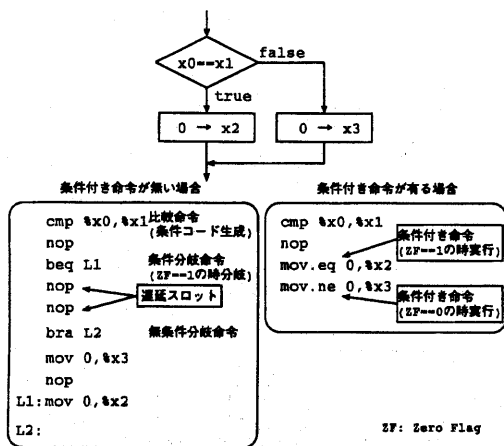 x0==x1
false
true
0 → x2
0 → x3
条件付き命令が無い場合
cmp %x0,%x1 比較命令
(条件コード生成)
nop
beq L1 条件分岐命令
(ZF==1の時分岐)
nop
遅延スロット
nop
bra L2 無条件分岐命令
mov 0,%x3
nop
L1:mov 0,%x2
L2:
条件付き命令が有る場合
cmp %x0,%x1
nop
条件付き命令
(ZF==1の時実行)
mov.eq 0,%x2
mov.ne 0,%x3
条件付き命令
(ZF==0の時実行)
ZF: Zero Flag